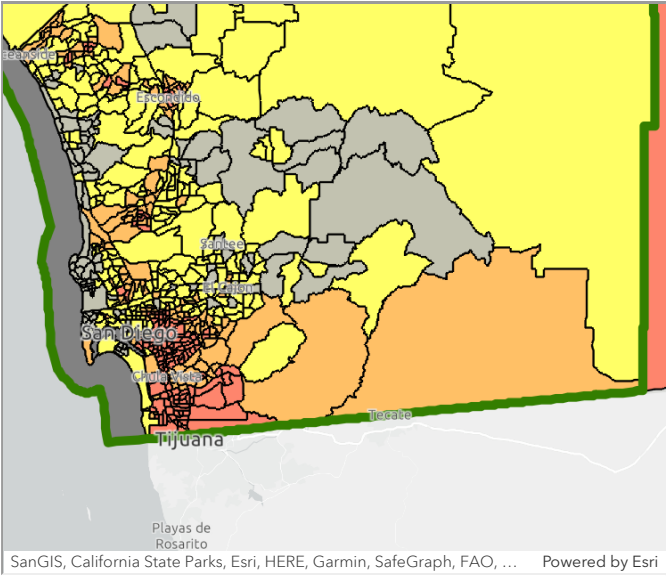 ceanside
Escondido
Santee
El Cajon
San Diego
Chula Vista
Tecate
Tijuana
Playas de
Rosarito
SanGIS, California State Parks, Esri, HERE, Garmin, SafeGraph, FAO, ... Powered by Esri